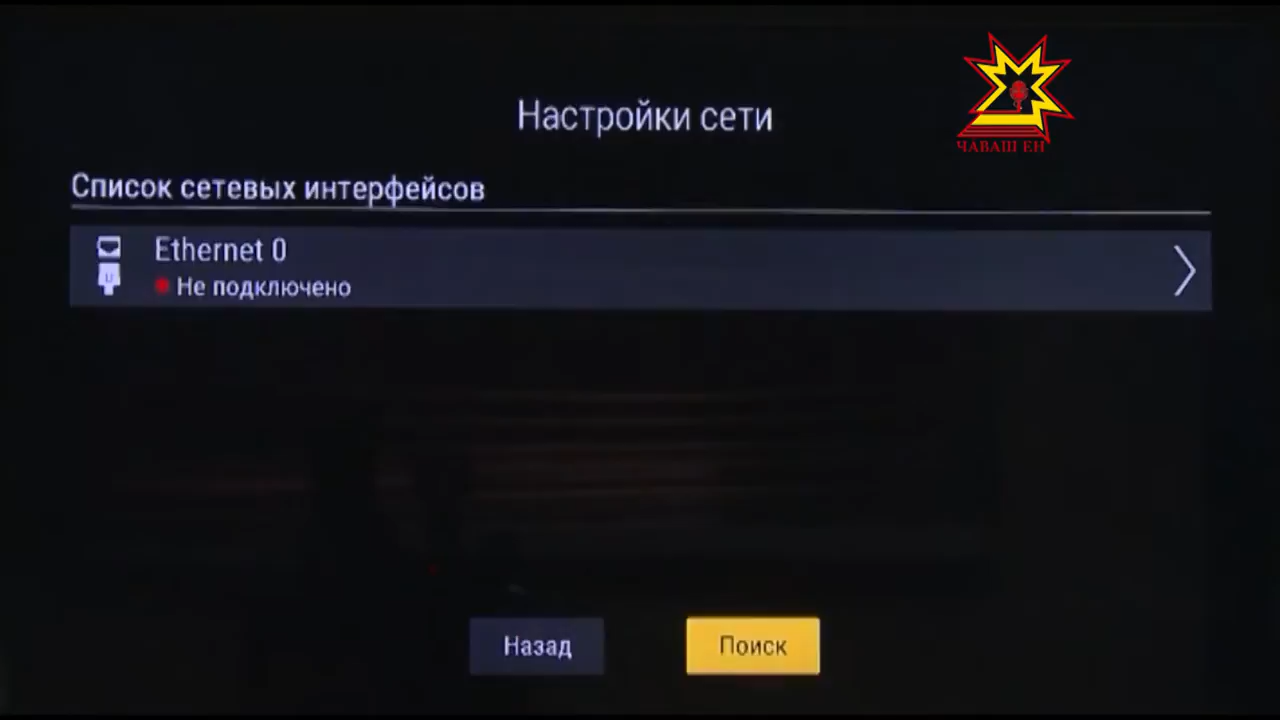 Настройки сети
ЧАВАШ ЕН
Список сетевых интерфейсов
Ethernet 0
Не подключено
Назад
Поиск